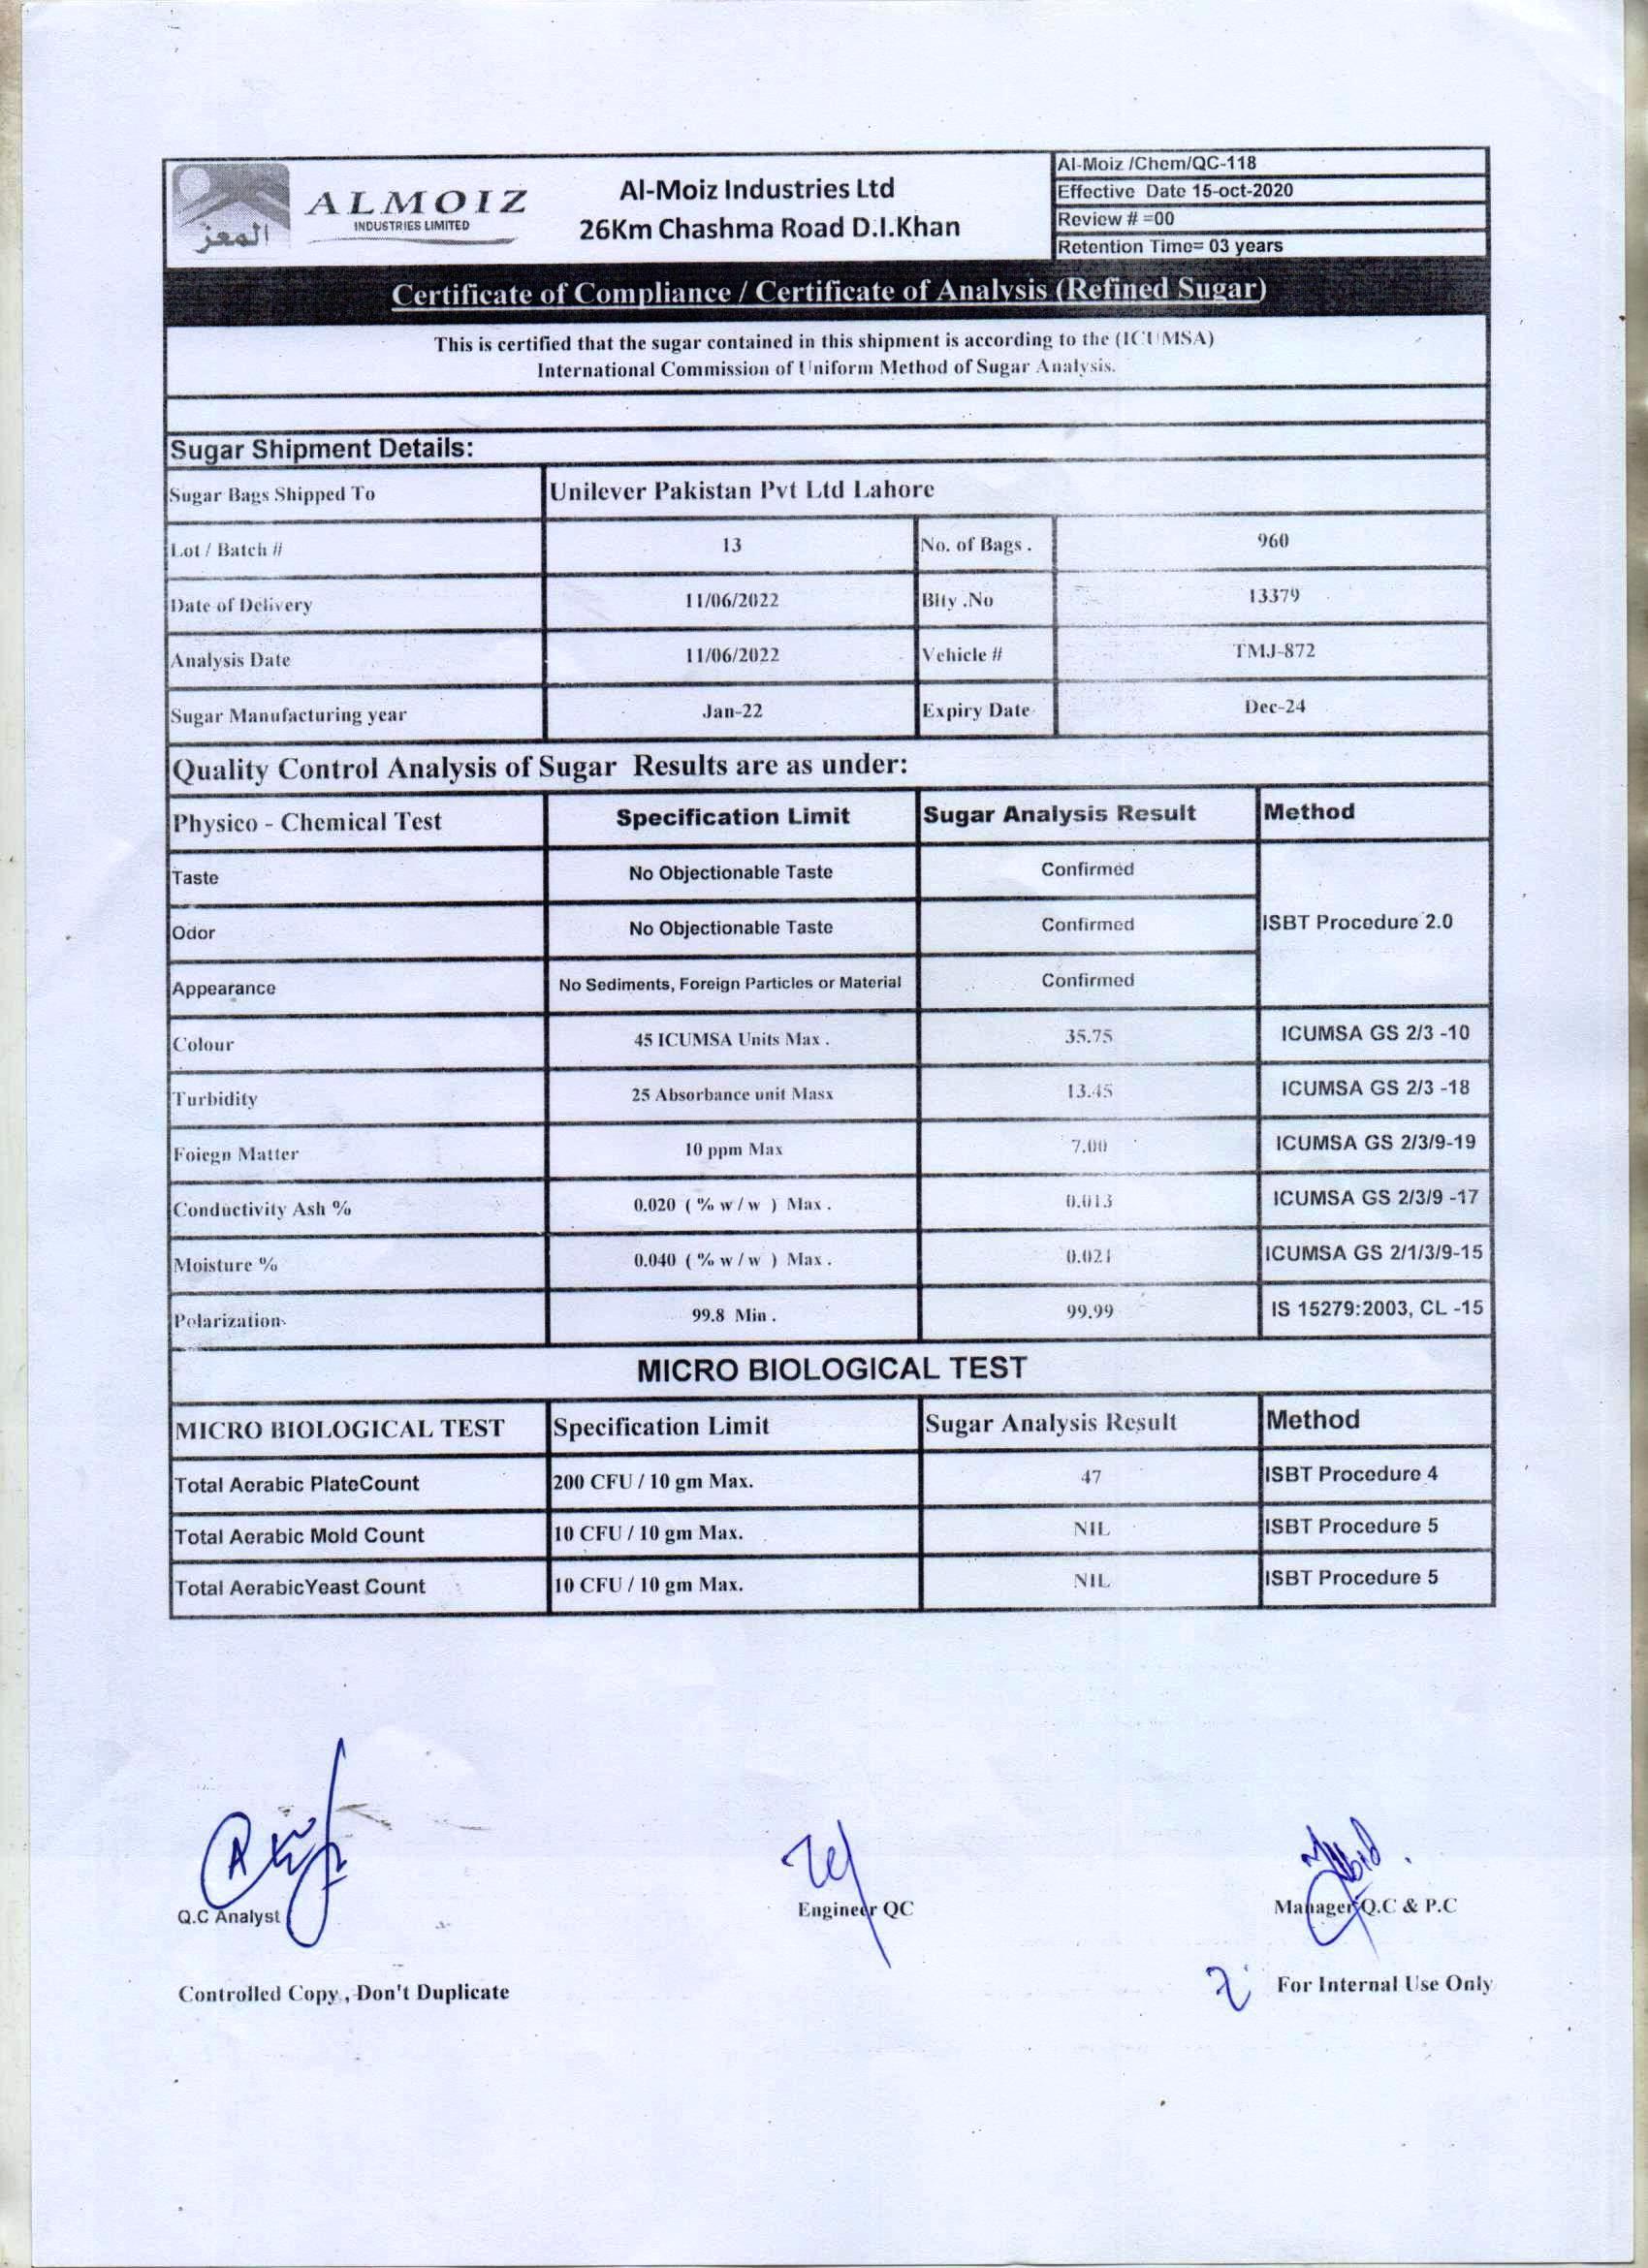 المعز
ALMOIZ
INDUSTRIES LIMITED
Al-Moiz Industries Ltd
26Km Chashma Road D.I.Khan
Al-Moiz /Chem/QC-118
Effective Date 15-oct-2020
Review # =00
Retention Time= 03 years
Certificate of Compliance / Certificate of Analysis (Refined Sugar)
This is certified that the sugar contained in this shipment is according to the (ICUMSA)
International Commission of Uniform Method of Sugar Analysis.
Sugar Shipment Details:
Sugar Bags Shipped To Unilever Pakistan Pvt Ltd Lahore
Lot / Batch # 13 No. of Bags . 960
Date of Delivery 11/06/2022 Blty .No 13379
Analysis Date 11/06/2022 Vehicle # TMJ-872
Sugar Manufacturing year Jan-22 Expiry Date Dec-24
Quality Control Analysis of Sugar Results are as under:
Physico - Chemical Test Specification Limit Sugar Analysis Result Method
Taste No Objectionable Taste Confirmed
Odor No Objectionable Taste Confirmed ISBT Procedure 2.0
Appearance No Sediments, Foreign Particles or Material Confirmed
Colour 45 ICUMSA Units Max . 35.75 ICUMSA GS 2/3 -10
Turbidity 25 Absorbance unit Masx 13.45 ICUMSA GS 2/3 -18
Foiegn Matter 10 ppm Max 7.00 ICUMSA GS 2/3/9-19
Conductivity Ash % 0.020 ( % w / w ) Max . 0.013 ICUMSA GS 2/3/9 -17
Moisture % 0.040 ( % w / w ) Max . 0.021 ICUMSA GS 2/1/3/9-15
Polarization 99.8 Min . 99.99 IS 15279:2003, CL -15
MICRO BIOLOGICAL TEST
MICRO BIOLOGICAL TEST Specification Limit Sugar Analysis Result Method
Total Aerabic PlateCount 200 CFU / 10 gm Max. 47 ISBT Procedure 4
Total Aerabic Mold Count 10 CFU / 10 gm Max. NIL ISBT Procedure 5
Total AerabicYeast Count 10 CFU / 10 gm Max. NIL ISBT Procedure 5
Q.C Analyst Engineer QC Manager Q.C & P.C
Controlled Copy , Don't Duplicate For Internal Use Only